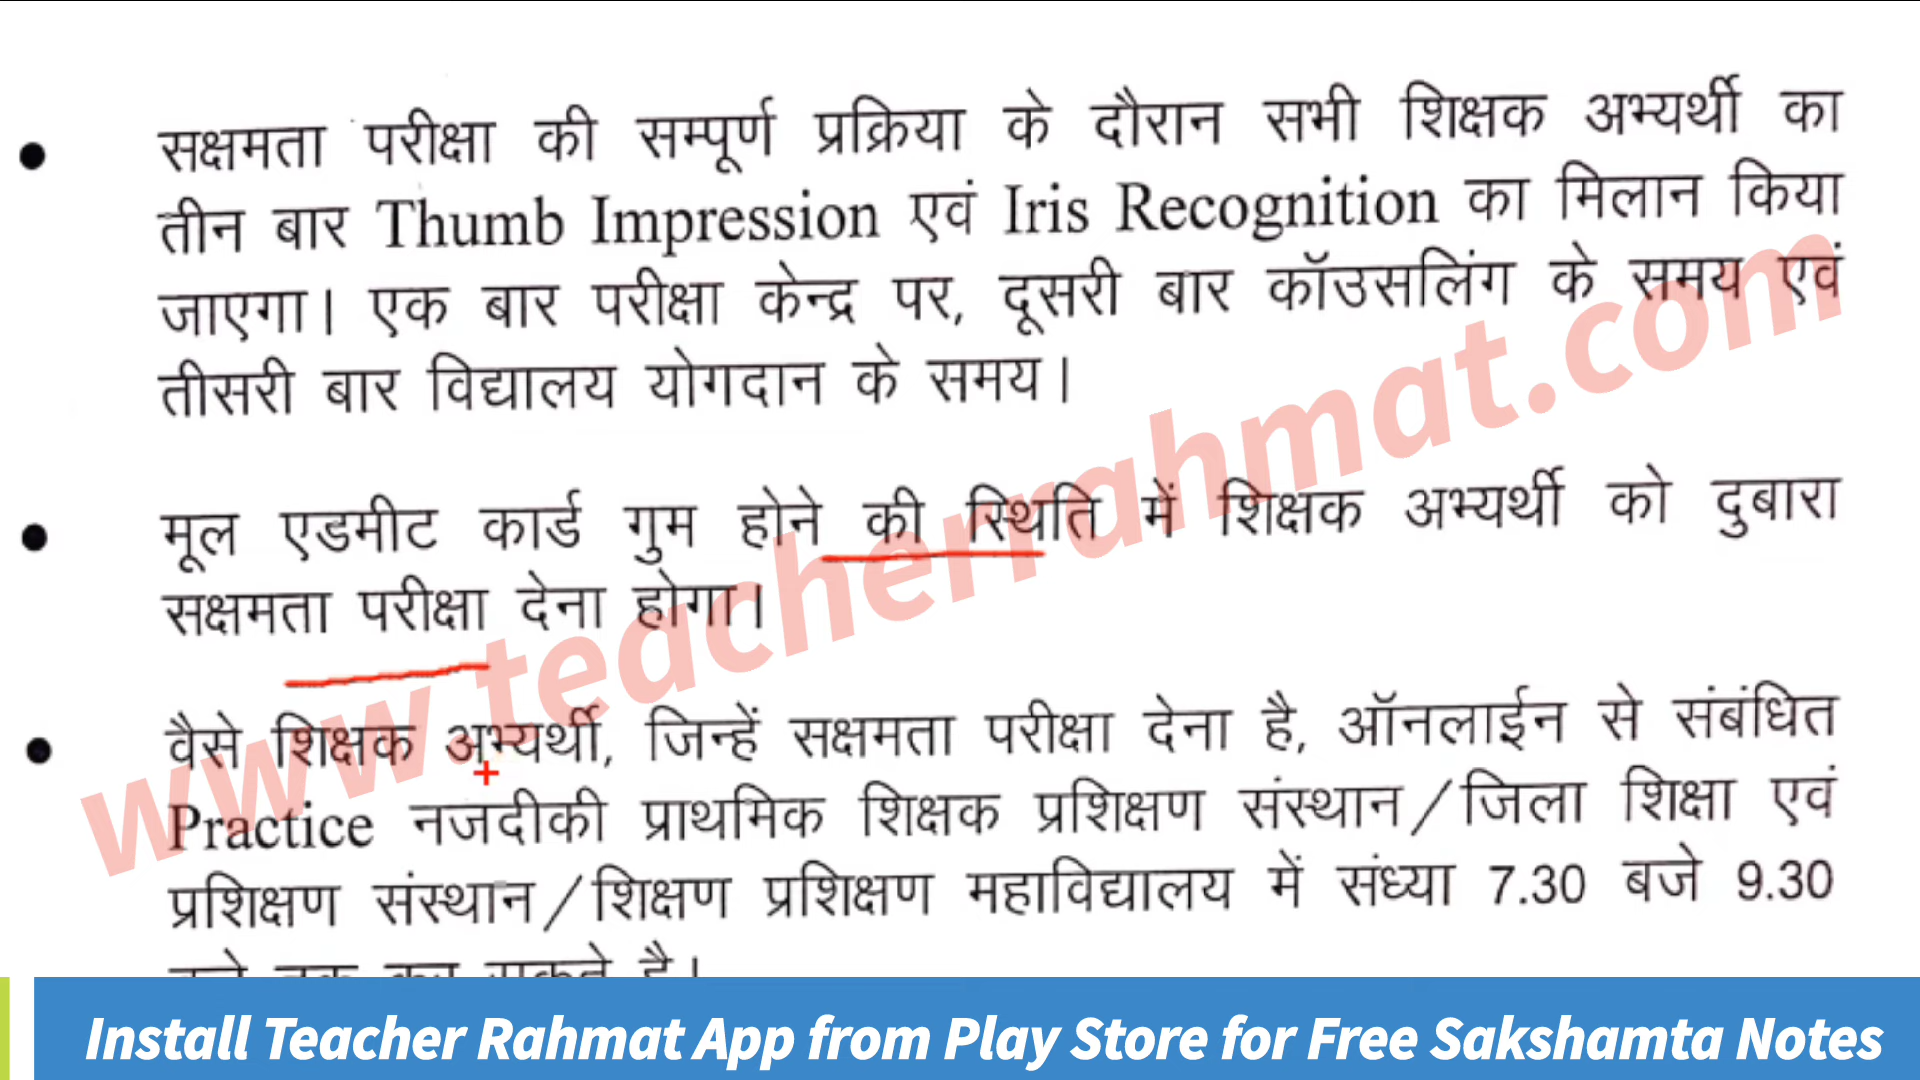 सक्षमता परीक्षा की सम्पूर्ण प्रक्रिया के दौरान सभी शिक्षक अभ्यर्थी का
तीन बार Thumb Impression एवं Iris Recognition का मिलान किया
जाएगा। एक बार परीक्षा केन्द्र पर, दूसरी बार कॉउसलिंग के समय एवं
तीसरी बार विद्यालय योगदान के समय।
मूल एडमीट कार्ड गुम होने की स्थिति में शिक्षक अभ्यर्थी को दुबारा
सक्षमता परीक्षा देना होगा।
वैसे शिक्षक अभ्यर्थी, जिन्हें सक्षमता परीक्षा देना है, ऑनलाईन से संबंधित
Practice नजदीकी प्राथमिक शिक्षक प्रशिक्षण संस्थान/जिला शिक्षा एवं
प्रशिक्षण संस्थान/शिक्षण प्रशिक्षण महाविद्यालय में संध्या 7.30 बजे 9.30
है।
www.teacherrahmat.com
Install Teacher Rahmat App from Play Store for Free Sakshamta Notes